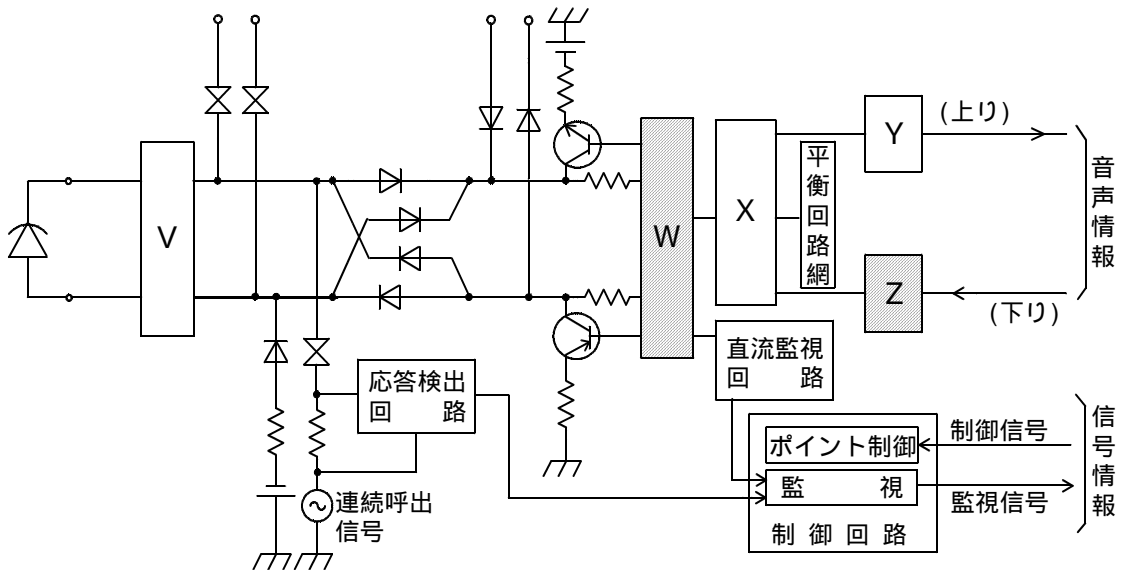 V
W
X
Y
Z
平衡回路網
(上り)
(下り)
音声情報
直流監視
回 路
応答検出
回 路
連続呼出
信号
ポイント制御
監 視
制御回路
制御信号
監視信号
信号情報